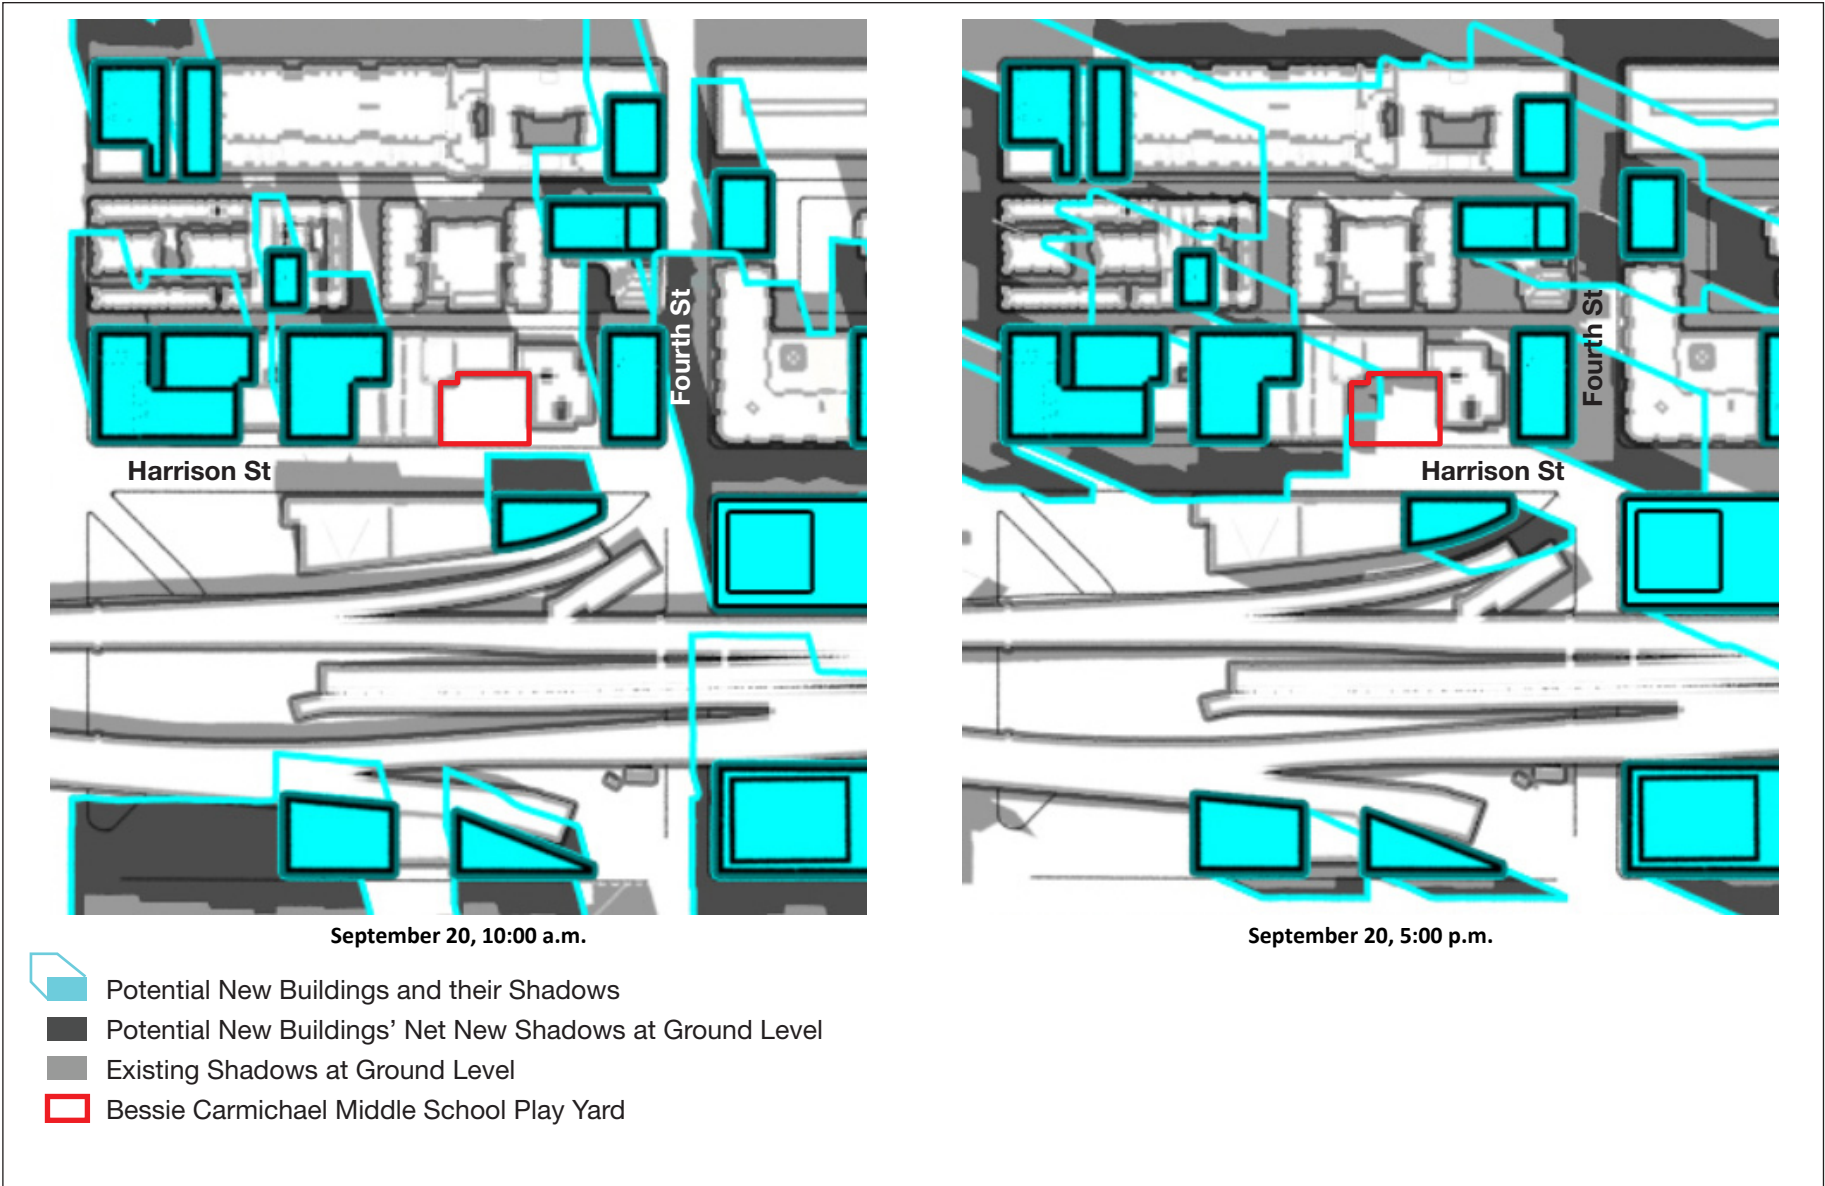 Fourth St
Fourth St
Harrison St
Harrison St
September 20, 10:00 a.m.
September 20, 5:00 p.m.
Potential New Buildings and their Shadows
Potential New Buildings’ Net New Shadows at Ground Level
Existing Shadows at Ground Level
Bessie Carmichael Middle School Play Yard